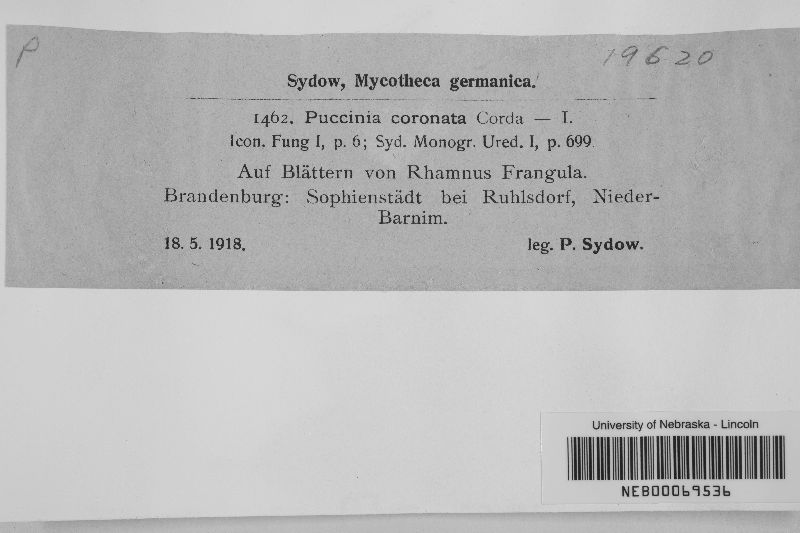 P
19620
Sydow, Mycotheca germanica.
1462. Puccinia coronata Corda — I.
Icon. Fung I, p. 6; Syd. Monogr. Ured. I, p. 699.
Auf Blättern von Rhamnus Frangula.
Brandenburg: Sophienstädt bei Ruhlsdorf, Nieder-
Barnim.
18. 5. 1918. leg. P. Sydow.
University of Nebraska - Lincoln
NEB00069536